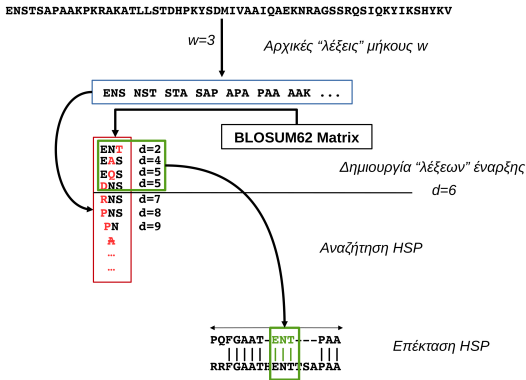 ENSTSAPAAKPKRAKATLLSTDHPKYSDMIVAAIQAEKNRAGSSRQSIQKYIKSHYKV
w=3
Αρχικές “λέξεις” μήκους w
ENS NST STA SAP APA PAA AAK ...
BLOSUM62 Matrix
ENT d=2
EAS d=4
EQS d=5
DNS d=5
Δημιουργία “λέξεων” έναρξης
d=6
RNS d=7
PNS d=8
PN d=9
A
...
...
Αναζήτηση HSP
PQFGAAT-ENT---PAA
Επέκταση HSP
RRFGAATHENTTSAPAA